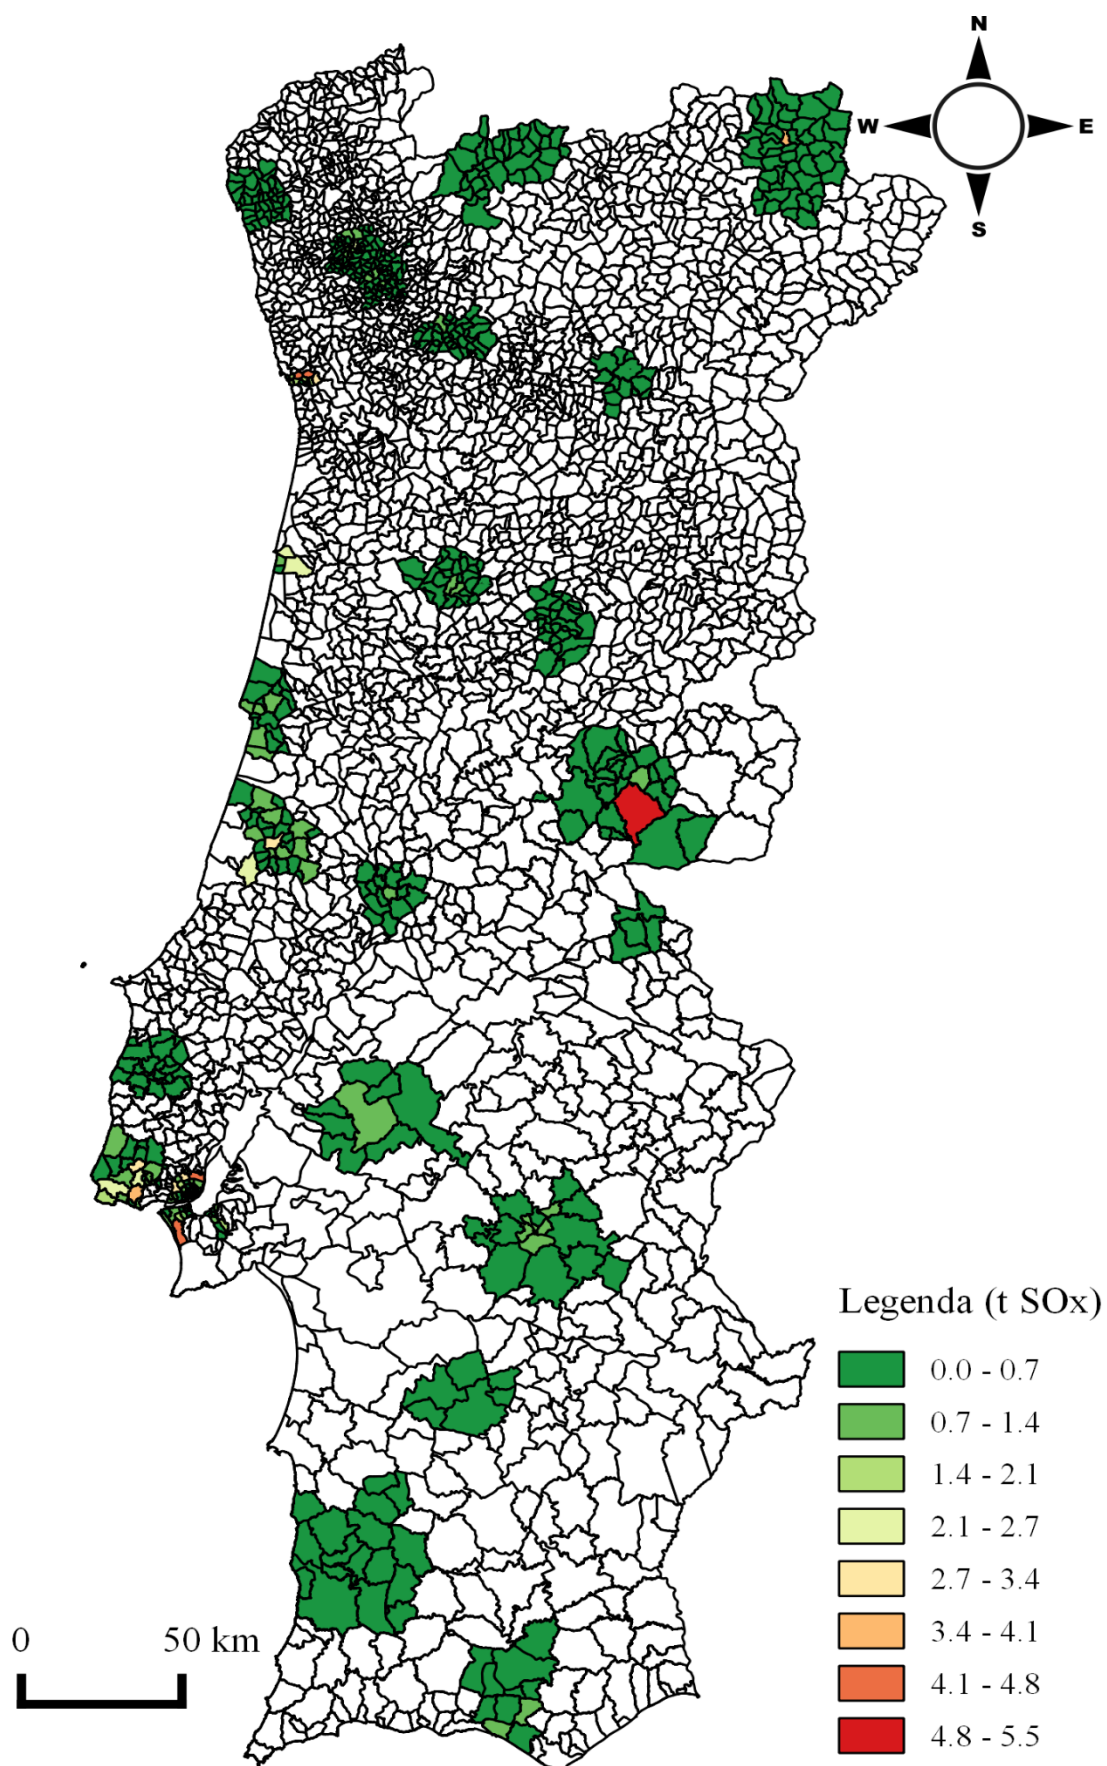 N
W E
S
Legenda (t SOx)
0.0 - 0.7
0.7 - 1.4
1.4 - 2.1
2.1 - 2.7
2.7 - 3.4
3.4 - 4.1
4.1 - 4.8
4.8 - 5.5
0 50 km